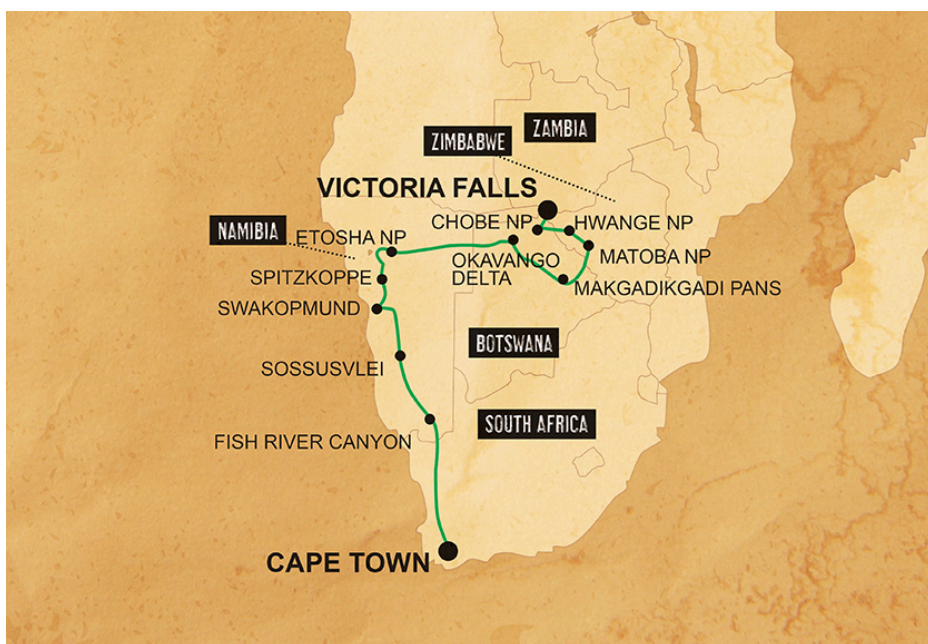 ZAMBIA
ZIMBABWE
VICTORIA FALLS
CHOBE NP
HWANGE NP
NAMIBIA
ETOSHA NP
OKAVANGO
DELTA
MATOBA NP
SPITZKOPPE
MAKGADIKGADI PANS
SWAKOPMUND
BOTSWANA
SOSSUSVLEI
SOUTH AFRICA
FISH RIVER CANYON
CAPE TOWN